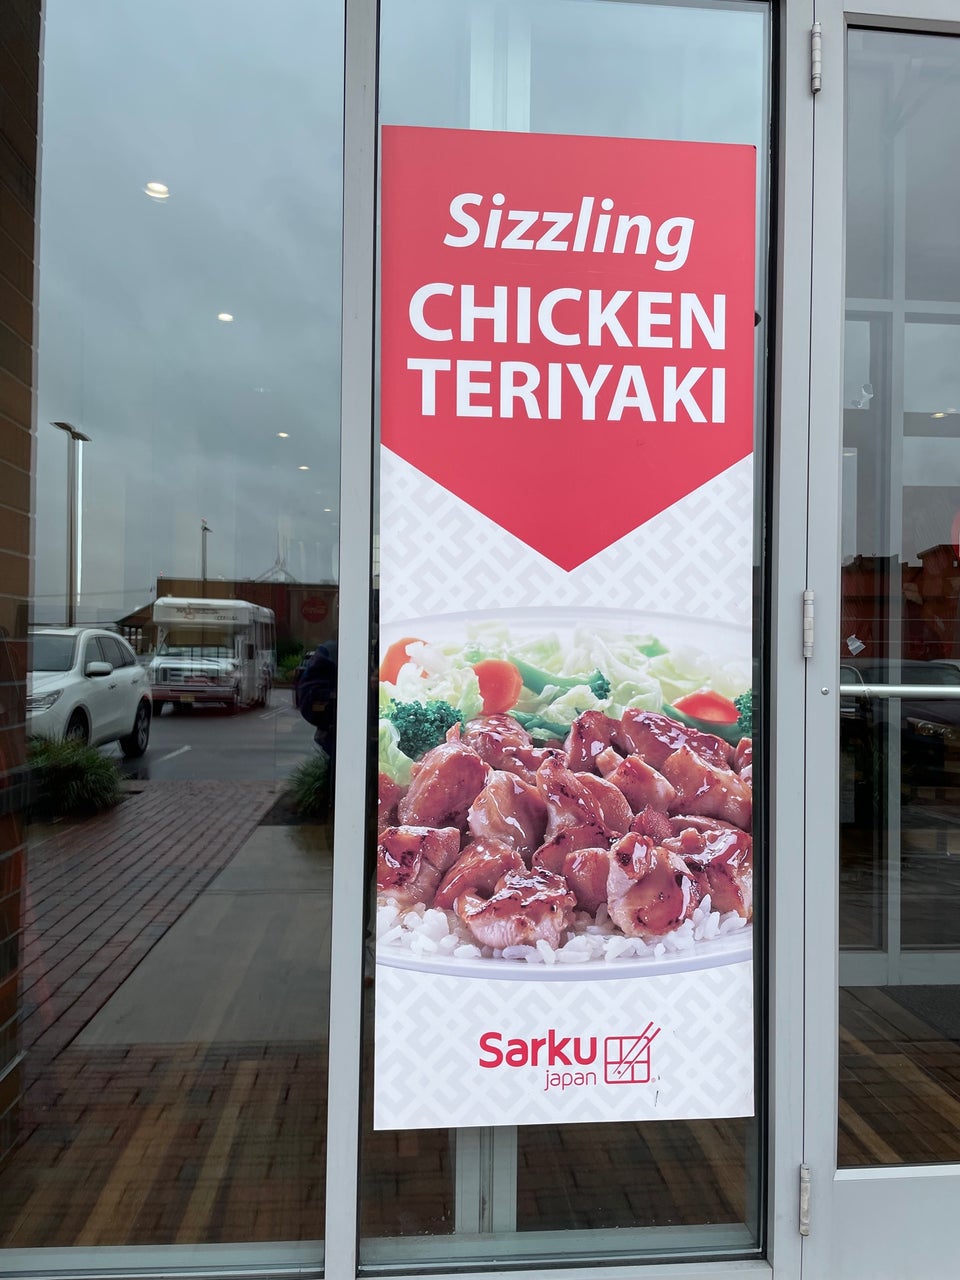 Sizzling
CHICKEN
TERIYAKI
Sarku
japan